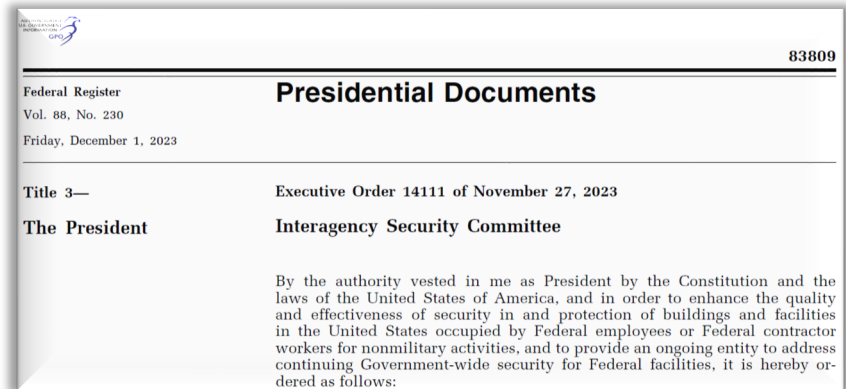 AUTHENTICATED
U.S. GOVERNMENT
INFORMATION
GPO
83809
Federal Register
Vol. 88, No. 230
Friday, December 1, 2023
Presidential Documents
Title 3—
The President
Executive Order 14111 of November 27, 2023
Interagency Security Committee
By the authority vested in me as President by the Constitution and the
laws of the United States of America, and in order to enhance the quality
and effectiveness of security in and protection of buildings and facilities
in the United States occupied by Federal employees or Federal contractor
workers for nonmilitary activities, and to provide an ongoing entity to address
continuing Government-wide security for Federal facilities, it is hereby or-
dered as follows: